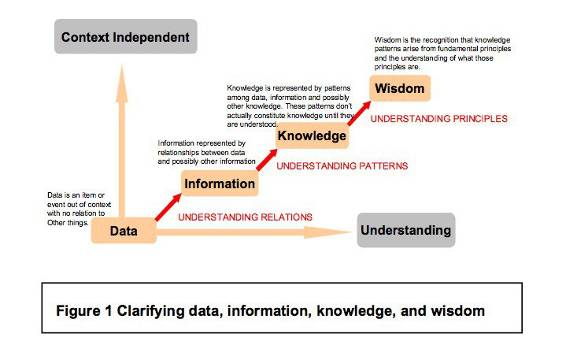 Context Independent
Wisdom is the recognition that knowledge
patterns arise from fundamental principles
and the understanding of what those
principles are.
Wisdom
Knowledge is represented by patterns
among data, information and possibly
other knowledge. These patterns don't
actually constitute knowledge until they
are understood.
UNDERSTANDING PRINCIPLES
Knowledge
Information represented by
relationships between data
and possibly other information
UNDERSTANDING PATTERNS
Information
Data is an item or
event out of context
with no relation to
Other things.
UNDERSTANDING RELATIONS
Data
Understanding
Figure 1 Clarifying data, information, knowledge, and wisdom